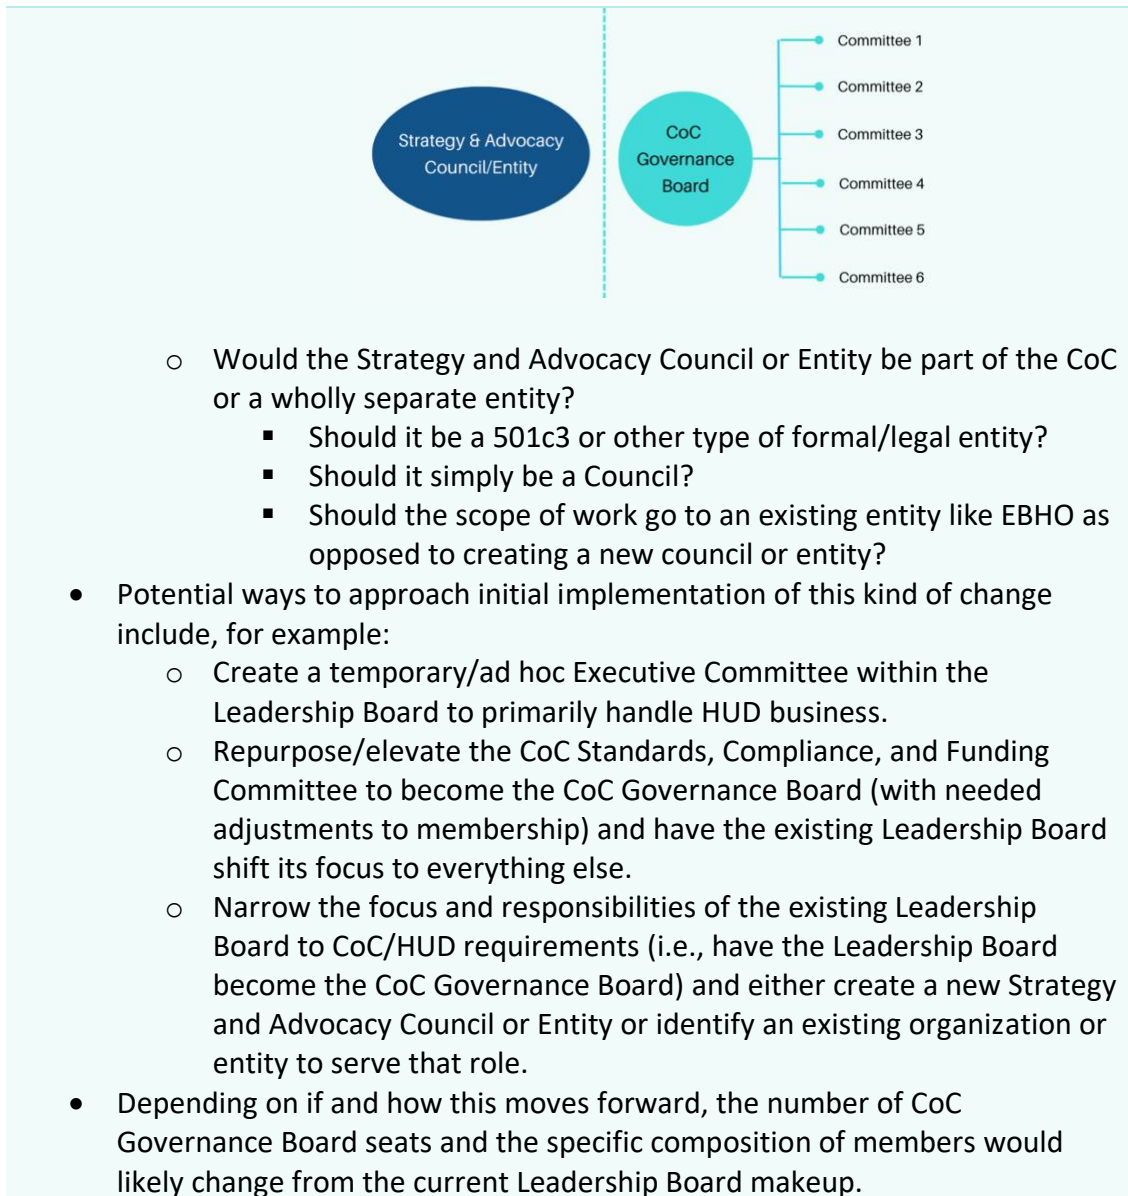 Strategy & Advocacy
Council/Entity
CoC
Governance
Board
Committee 1
Committee 2
Committee 3
Committee 4
Committee 5
Committee 6
o Would the Strategy and Advocacy Council or Entity be part of the CoC
or a wholly separate entity?
▪ Should it be a 501c3 or other type of formal/legal entity?
▪ Should it simply be a Council?
▪ Should the scope of work go to an existing entity like EBHO as
opposed to creating a new council or entity?
• Potential ways to approach initial implementation of this kind of change
include, for example:
o Create a temporary/ad hoc Executive Committee within the
Leadership Board to primarily handle HUD business.
o Repurpose/elevate the CoC Standards, Compliance, and Funding
Committee to become the CoC Governance Board (with needed
adjustments to membership) and have the existing Leadership Board
shift its focus to everything else.
o Narrow the focus and responsibilities of the existing Leadership
Board to CoC/HUD requirements (i.e., have the Leadership Board
become the CoC Governance Board) and either create a new Strategy
and Advocacy Council or Entity or identify an existing organization or
entity to serve that role.
• Depending on if and how this moves forward, the number of CoC
Governance Board seats and the specific composition of members would
likely change from the current Leadership Board makeup.